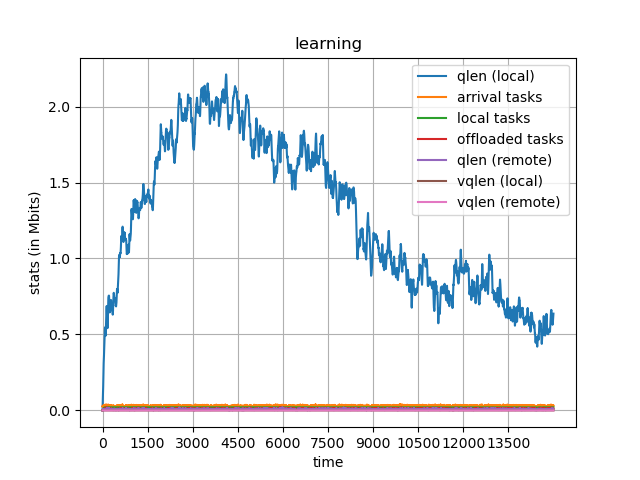 learning
stats (in Mbits)
2.0
1.5
1.0
0.5
0.0
qlen (local)
arrival tasks
local tasks
offloaded tasks
qlen (remote)
vqlen (local)
vqlen (remote)
0 1500 3000 4500 6000 7500 9000 10500 12000 13500
time